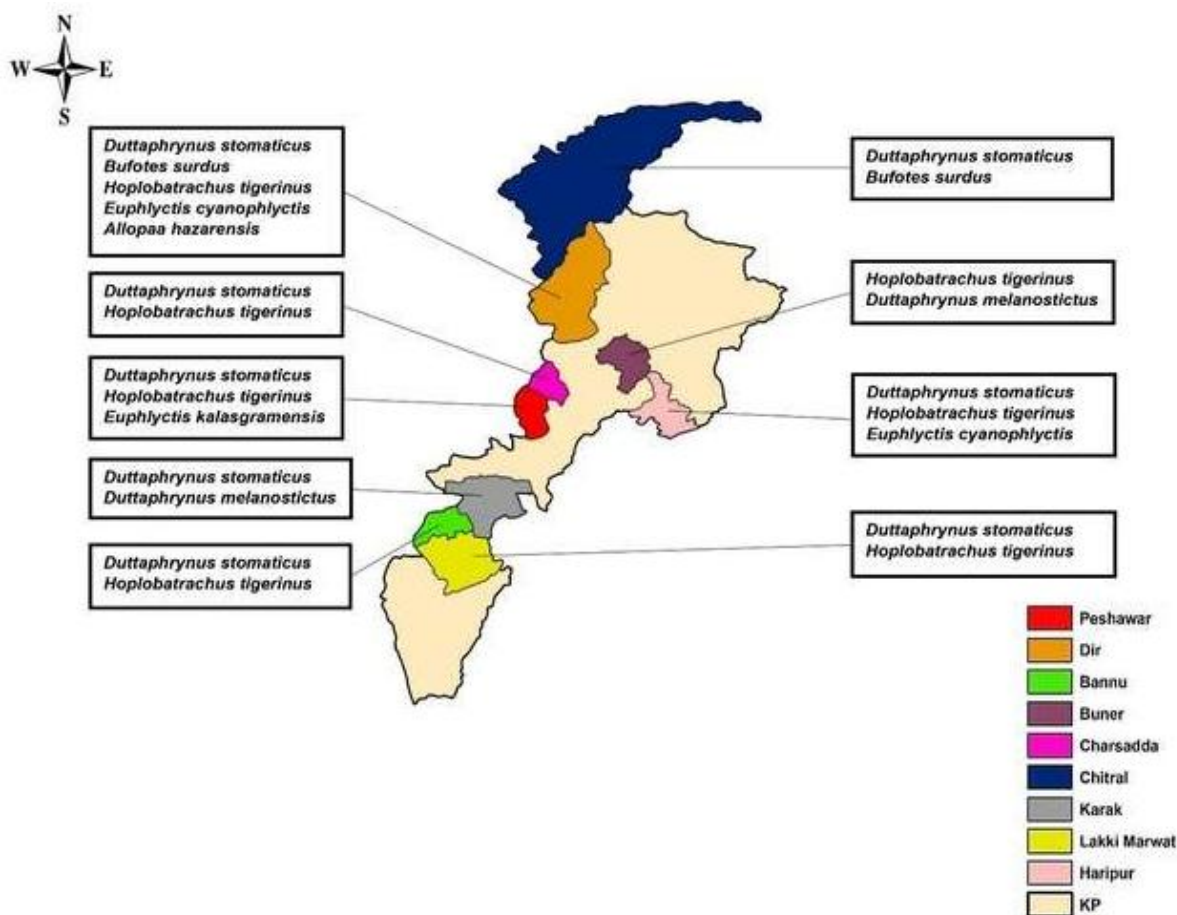 N
W E
S
Duttaphrynus stomaticus
Bufotes surdus
Hoplobatrachus tigerinus
Euphlyctis cyanophlyctis
Allopaa hazarensis
Duttaphrynus stomaticus
Hoplobatrachus tigerinus
Duttaphrynus stomaticus
Hoplobatrachus tigerinus
Euphlyctis kalasgramensis
Duttaphrynus stomaticus
Duttaphrynus melanostictus
Duttaphrynus stomaticus
Hoplobatrachus tigerinus
Duttaphrynus stomaticus
Bufotes surdus
Hoplobatrachus tigerinus
Duttaphrynus melanostictus
Duttaphrynus stomaticus
Hoplobatrachus tigerinus
Euphlyctis cyanophlyctis
Duttaphrynus stomaticus
Hoplobatrachus tigerinus
Peshawar
Dir
Bannu
Buner
Charsadda
Chitral
Karak
Lakki Marwat
Haripur
KP